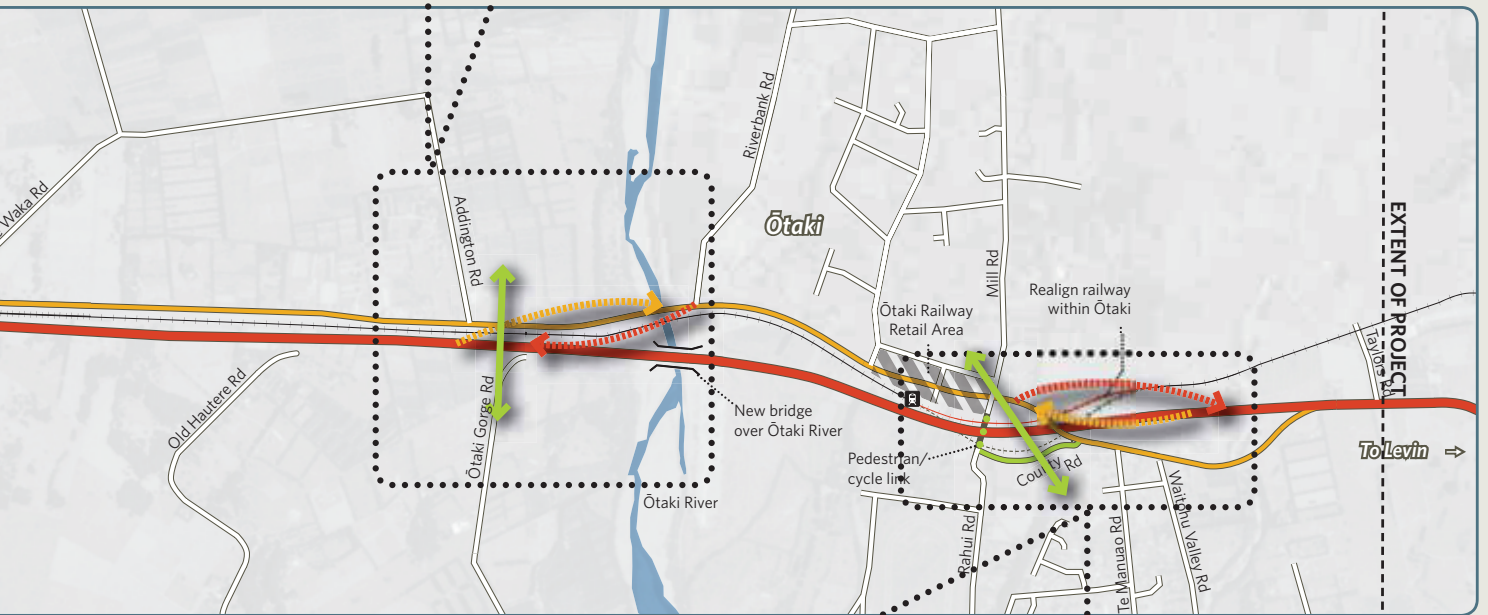 Waka Rd
Addington Rd
Riverbank Rd
Ōtaki
Mill Rd
Realign railway
within Ōtaki
Ōtaki Railway
Retail Area
EXTENT OF PROJECT
Taylors Rd
Old Hautere Rd
Ōtaki Gorge Rd
New bridge
over Ōtaki River
Pedestrian/
cycle link
County Rd
To Levin
Ōtaki River
Rahui Rd
Te Manuao Rd
Waitohu Valley Rd